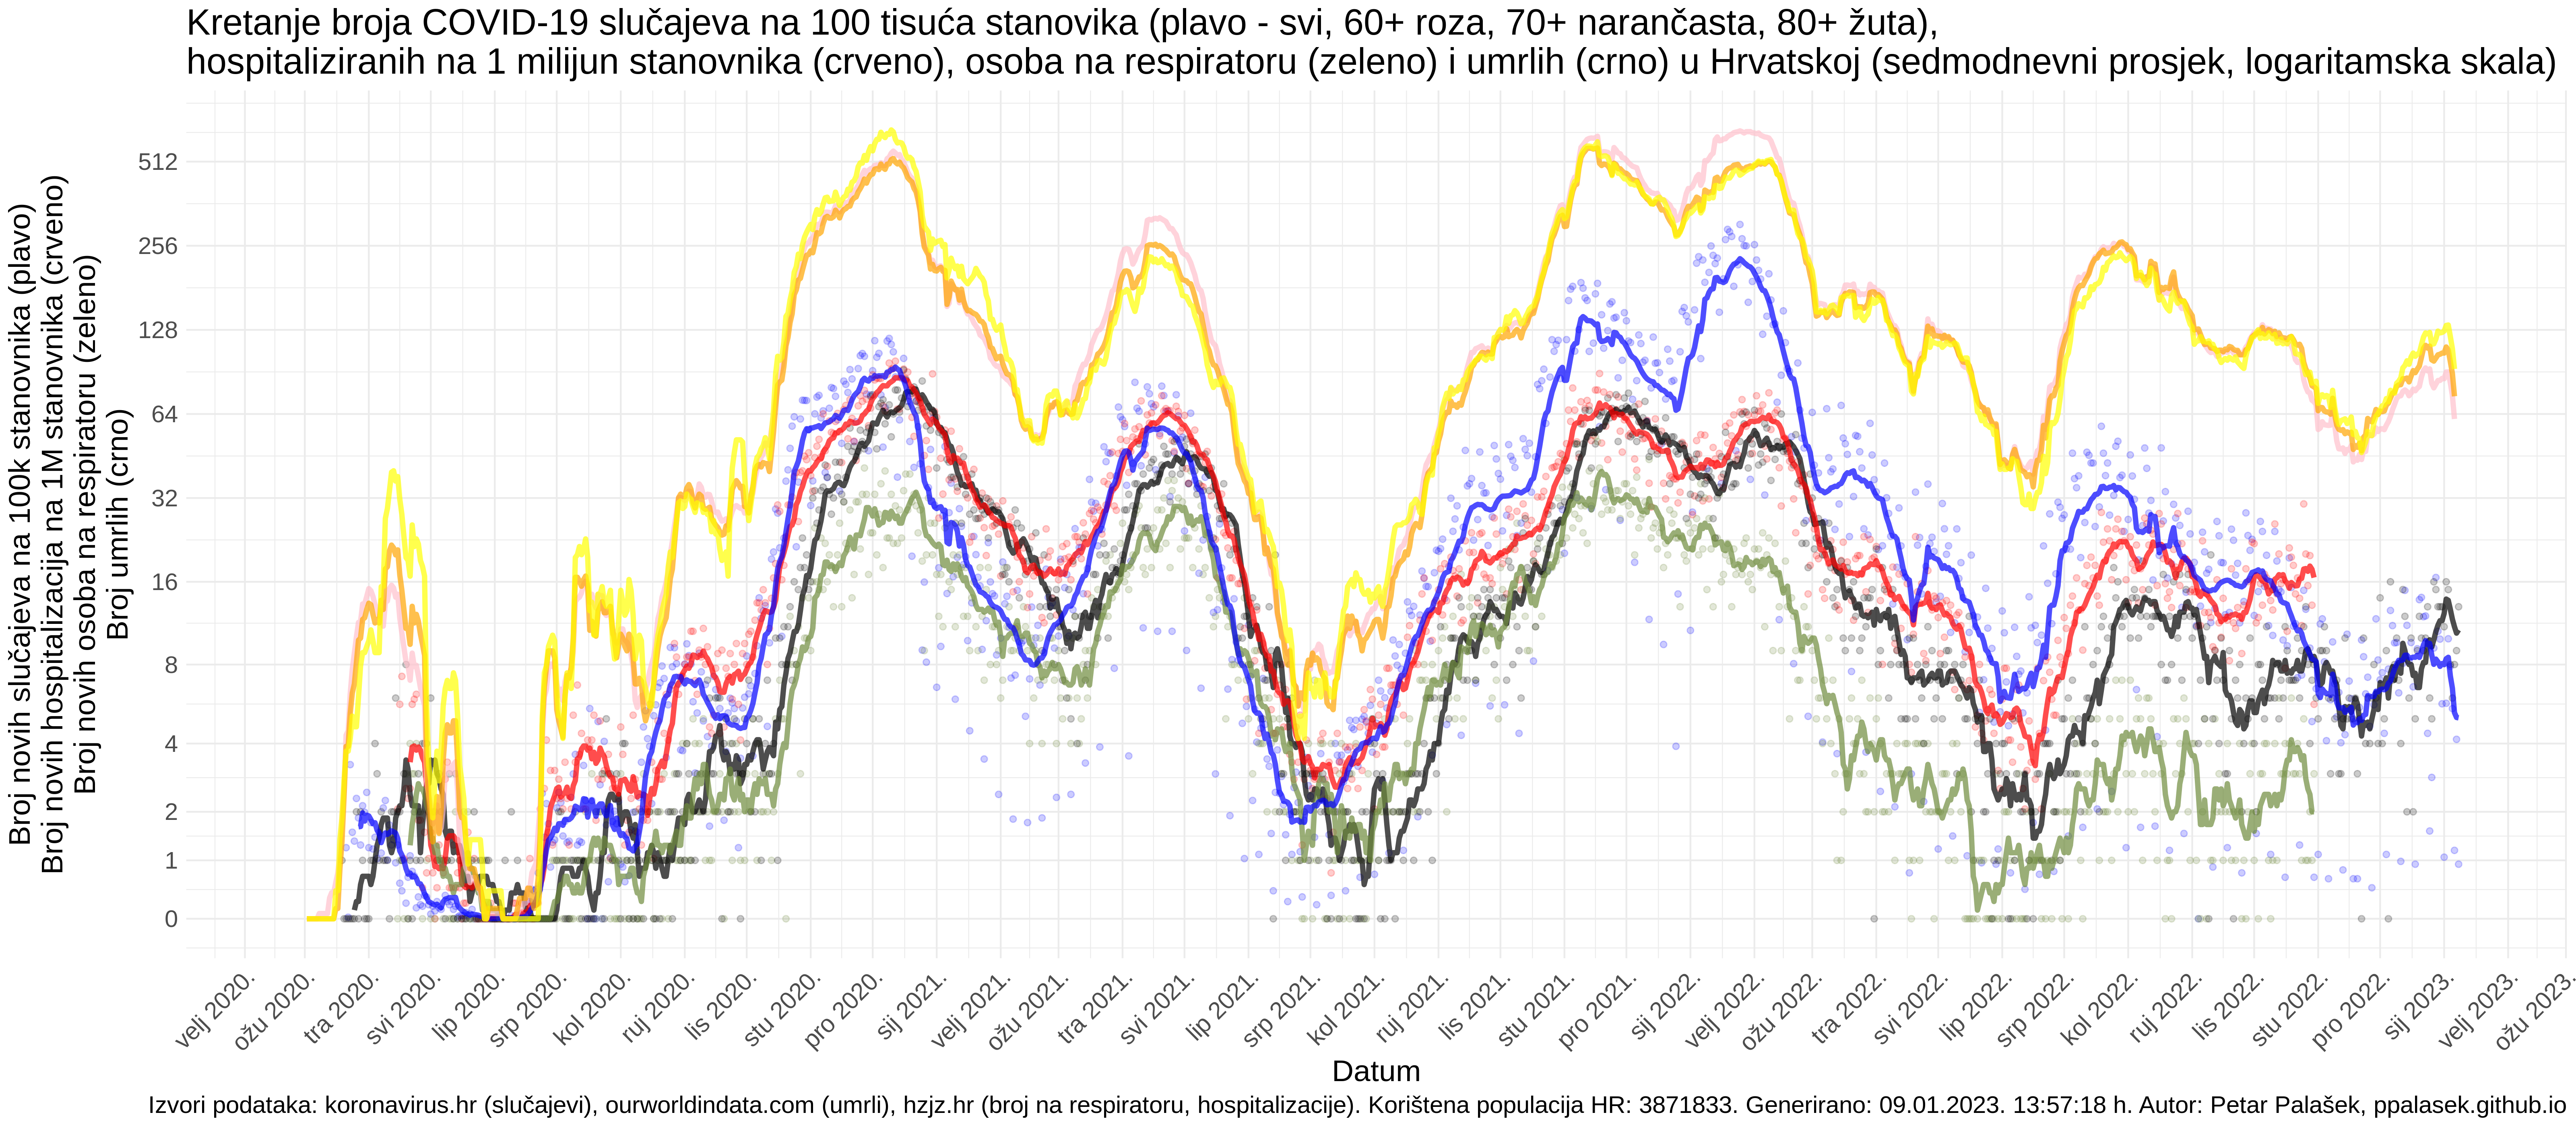 Kretanje broja COVID-19 slučajeva na 100 tisuća stanovika (plavo - svi, 60+ roza, 70+ narančasta, 80+ žuta),
hospitaliziranih na 1 milijun stanovnika (crveno), osoba na respiratoru (zeleno) i umrlih (crno) u Hrvatskoj (sedmodnevni prosjek, logaritamska skala)
Broj novih slučajeva na 100k stanovnika (plavo)
Broj novih hospitalizacija na 1M stanovnika (crveno)
Broj novih osoba na respiratoru (zeleno)
Broj umrlih (crno)
512
256
128
64
32
16
8
4
2
1
0
velj 2020.
ožu 2020.
tra 2020.
svi 2020.
lip 2020.
srp 2020.
kol 2020.
ruj 2020.
lis 2020.
stu 2020.
pro 2020.
sij 2021.
velj 2021.
ožu 2021.
tra 2021.
svi 2021.
lip 2021.
srp 2021.
kol 2021.
ruj 2021.
lis 2021.
stu 2021.
pro 2021.
sij 2022.
velj 2022.
ožu 2022.
tra 2022.
svi 2022.
lip 2022.
srp 2022.
kol 2022.
ruj 2022.
lis 2022.
stu 2022.
pro 2022.
sij 2023.
velj 2023.
ožu 2023.
Datum
Izvori podataka: koronavirus.hr (slučajevi), ourworldindata.com (umrli), hzjz.hr (broj na respiratoru, hospitalizacije). Korištena populacija HR: 3871833. Generirano: 09.01.2023. 13:57:18 h. Autor: Petar Palašek, ppalasek.github.io